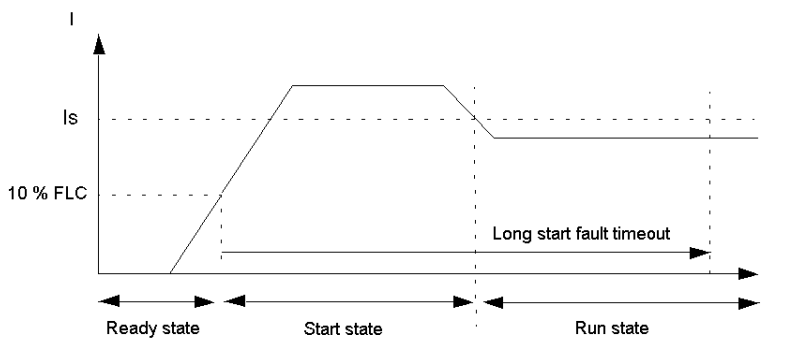 I
Is
10 % FLC
Long start fault timeout
Ready state
Start state
Run state